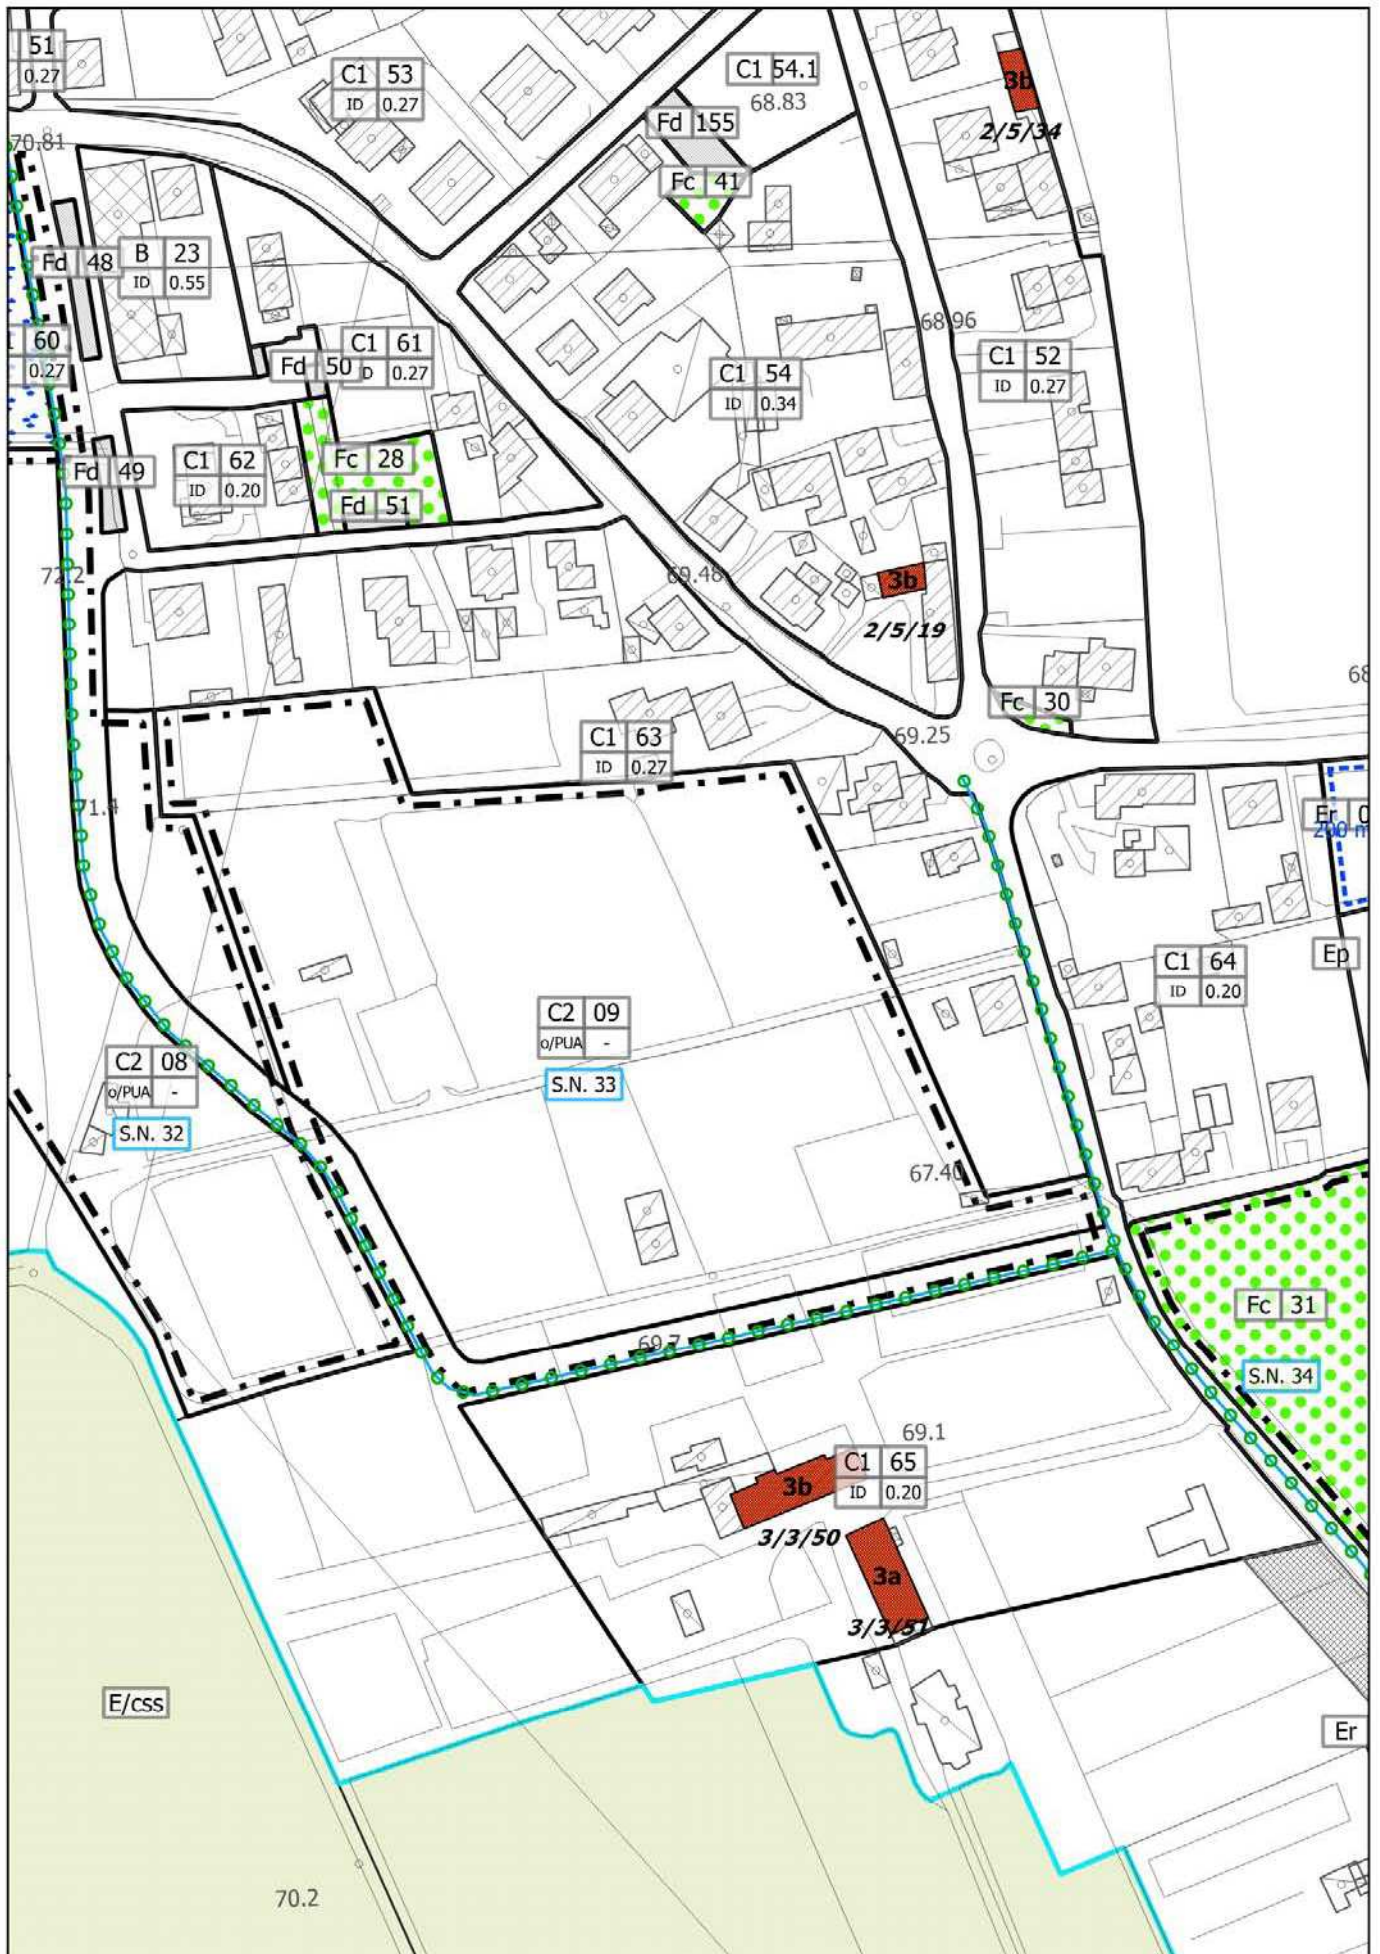 51
0.27
C1 53
ID 0.27
C1 54.1
68.83
3b
2/5/34
Fd 155
Fc 41
70.81
Fd 48
B 23
ID 0.55
60
0.27
Fd 50
C1 61
D 0.27
68.96
C1 54
ID 0.34
C1 52
ID 0.27
Fd 49
C1 62
ID 0.20
Fc 28
Fd 51
72.2
69.48
3b
2/5/19
68
Fc 30
69.25
C1 63
ID 0.27
71.4
Er 0
200 m
Ep
C1 64
ID 0.20
C2 09
o/PUA -
S.N. 33
C2 08
o/PUA -
S.N. 32
67.40
Fc 31
S.N. 34
69.7
69.1
C1 65
ID 0.20
3b
3/3/50
3a
3/3/51
E/css
Er
70.2